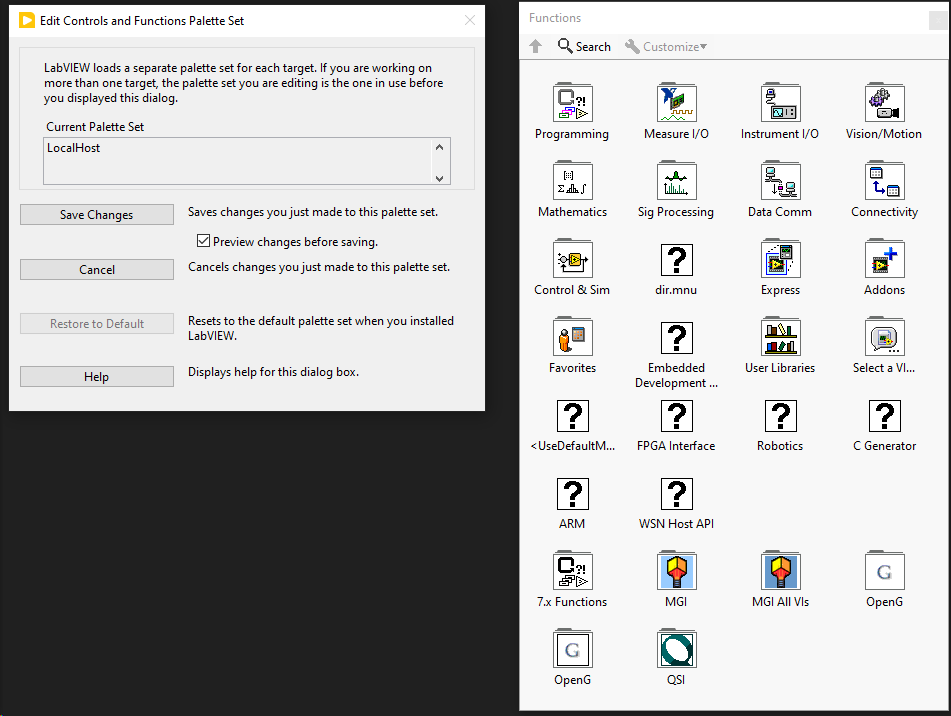 Edit Controls and Functions Palette Set
LabVIEW loads a separate palette set for each target. If you are working on
more than one target, the palette set you are editing is the one in use before
you displayed this dialog.
Current Palette Set
LocalHost
Save Changes
Saves changes you just made to this palette set.
Preview changes before saving.
Cancel
Cancels changes you just made to this palette set.
Restore to Default
Resets to the default palette set when you installed
LabVIEW.
Help
Displays help for this dialog box.
Functions
Search
Customize
Programming
Measure I/O
Instrument I/O
Vision/Motion
Mathematics
Sig Processing
Data Comm
Connectivity
Control & Sim
dir.mnu
Express
Addons
Favorites
Embedded
Development ...
User Libraries
Select a VI...
<UseDefaultM...
FPGA Interface
Robotics
C Generator
ARM
WSN Host API
7.x Functions
MGI
MGI All VIs
G
OpenG
G
OpenG
QSI